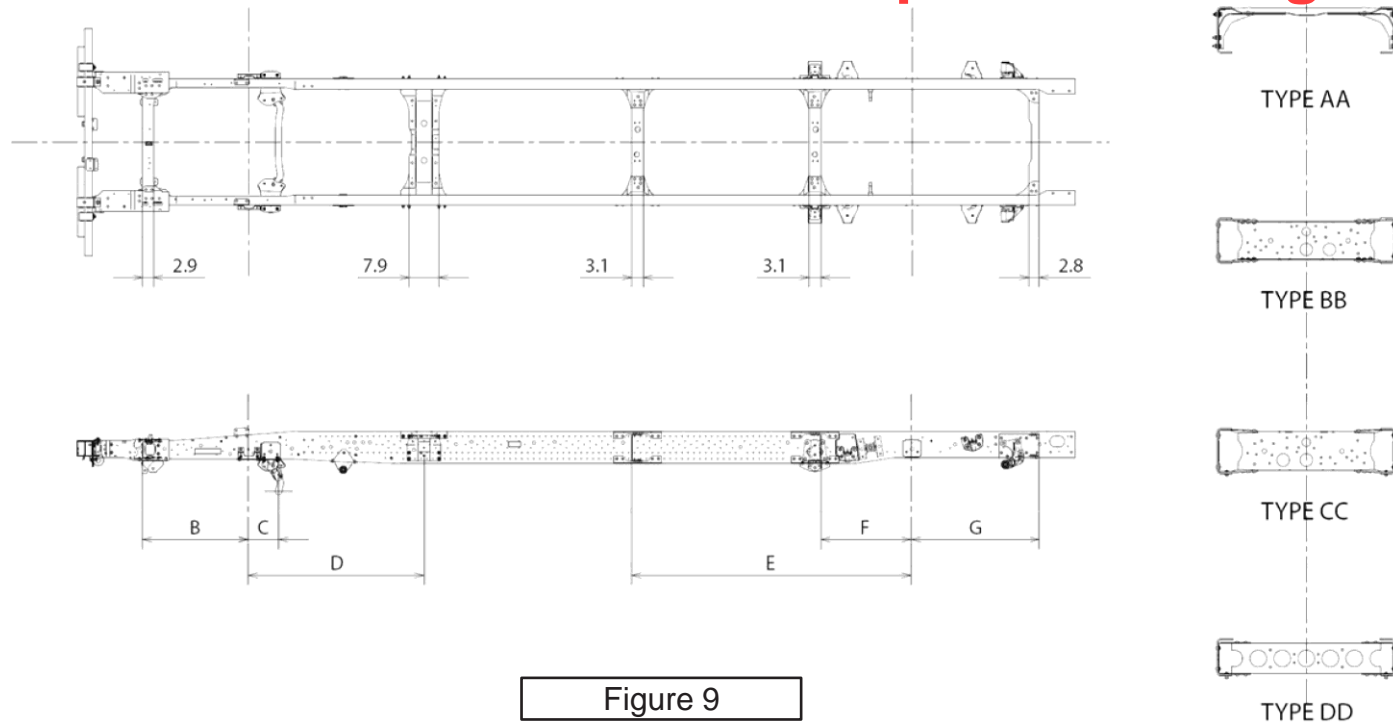 TYPE AA
2.9 7.9 3.1 3.1 2.8
TYPE BB
B C F G
D E
TYPE CC
Figure 9
TYPE DD